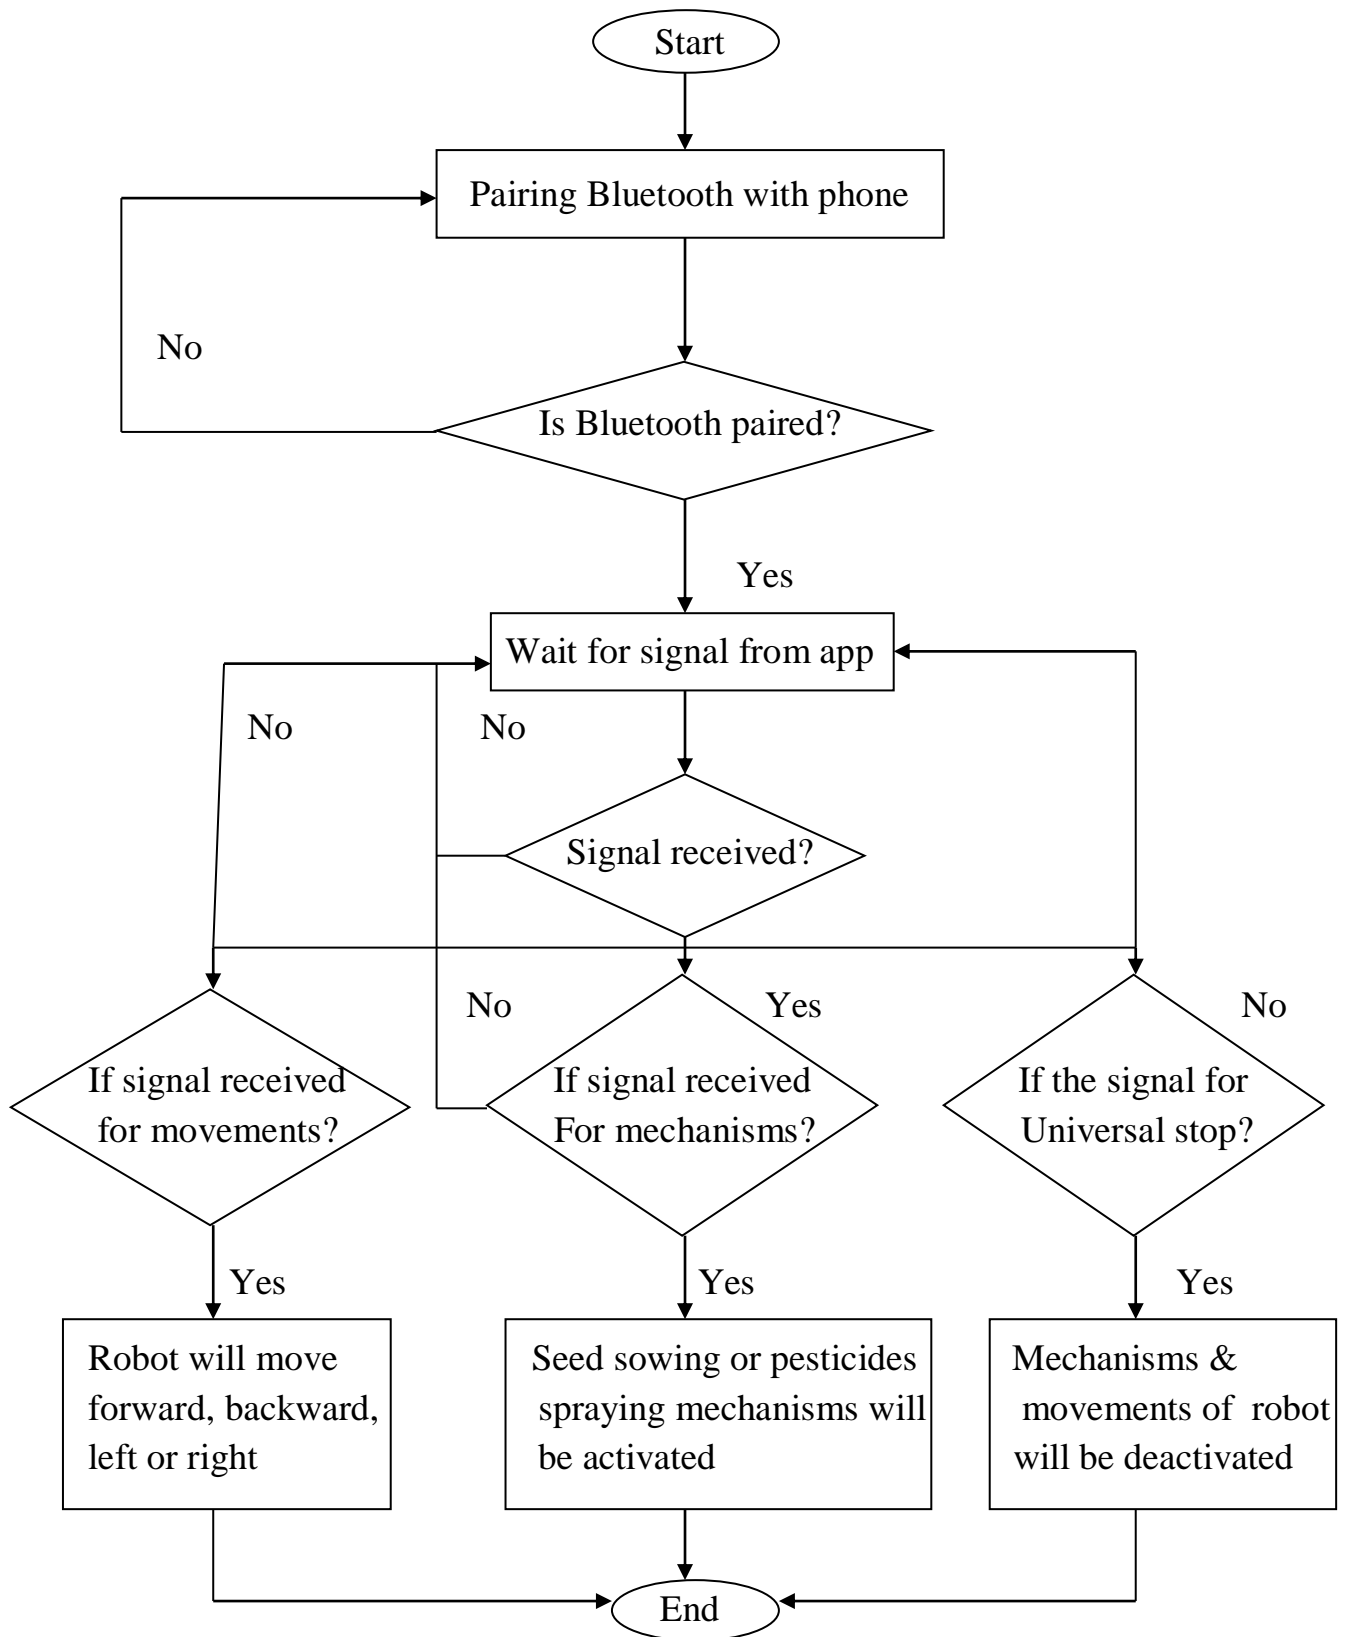 Start
Pairing Bluetooth with phone
No
Is Bluetooth paired?
Yes
Wait for signal from app
No
No
Signal received?
No
Yes
No
If signal received
for movements?
If signal received
For mechanisms?
If the signal for
Universal stop?
Yes
Yes
Yes
Robot will move
forward, backward,
left or right
Seed sowing or pesticides
spraying mechanisms will
be activated
Mechanisms &
movements of robot
will be deactivated
End